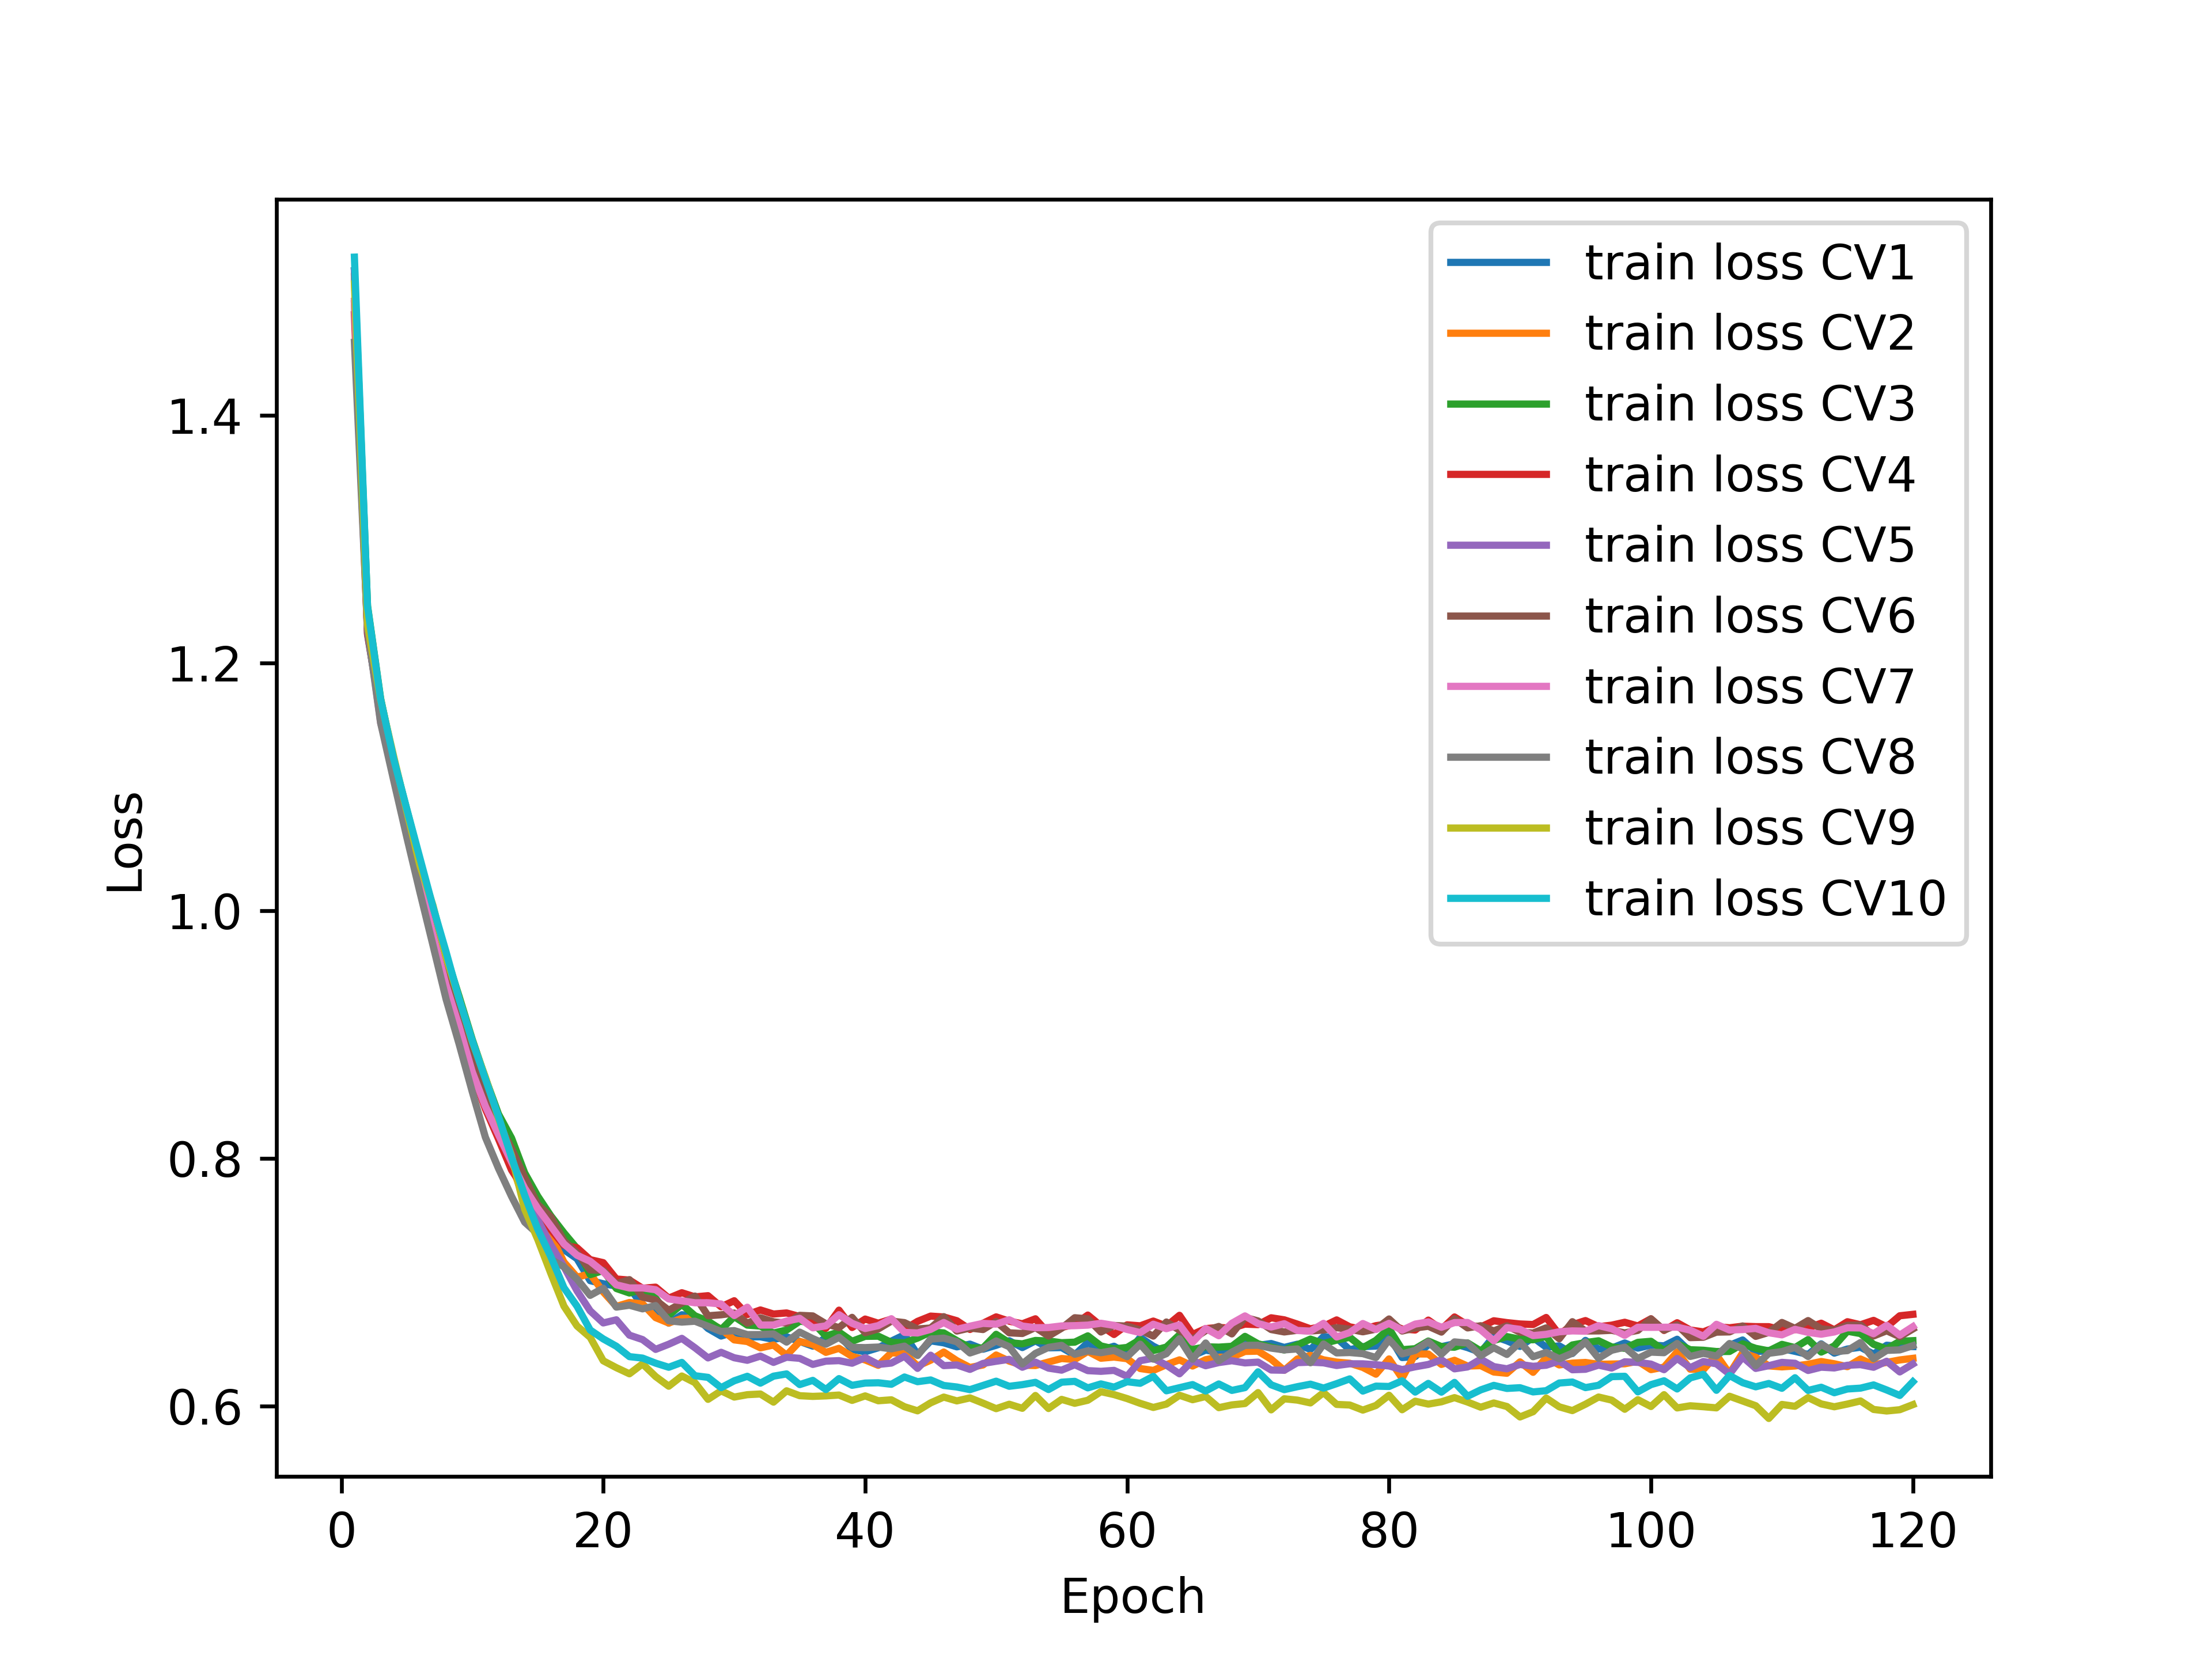 train loss CV1
train loss CV2
train loss CV3
train loss CV4
train loss CV5
train loss CV6
train loss CV7
train loss CV8
train loss CV9
train loss CV10
1.4
1.2
1.0
0.8
0.6
Loss
0 20 40 60 80 100 120
Epoch